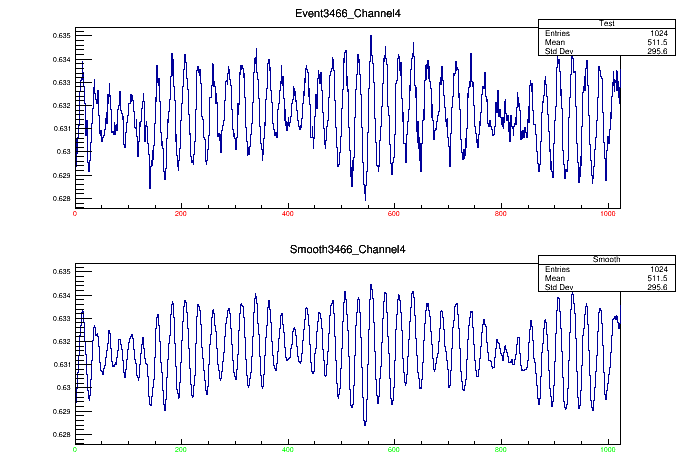 Event3466_Channel4
Test
Entries 1024
Mean 511.5
Std Dev 295.6
0.635
0.634
0.633
0.632
0.631
0.63
0.629
0.628
0 200 400 600 800 1000
Smooth3466_Channel4
Smooth
Entries 1024
Mean 511.5
Std Dev 295.6
0.635
0.634
0.633
0.632
0.631
0.63
0.629
0.628
0 200 400 600 800 1000